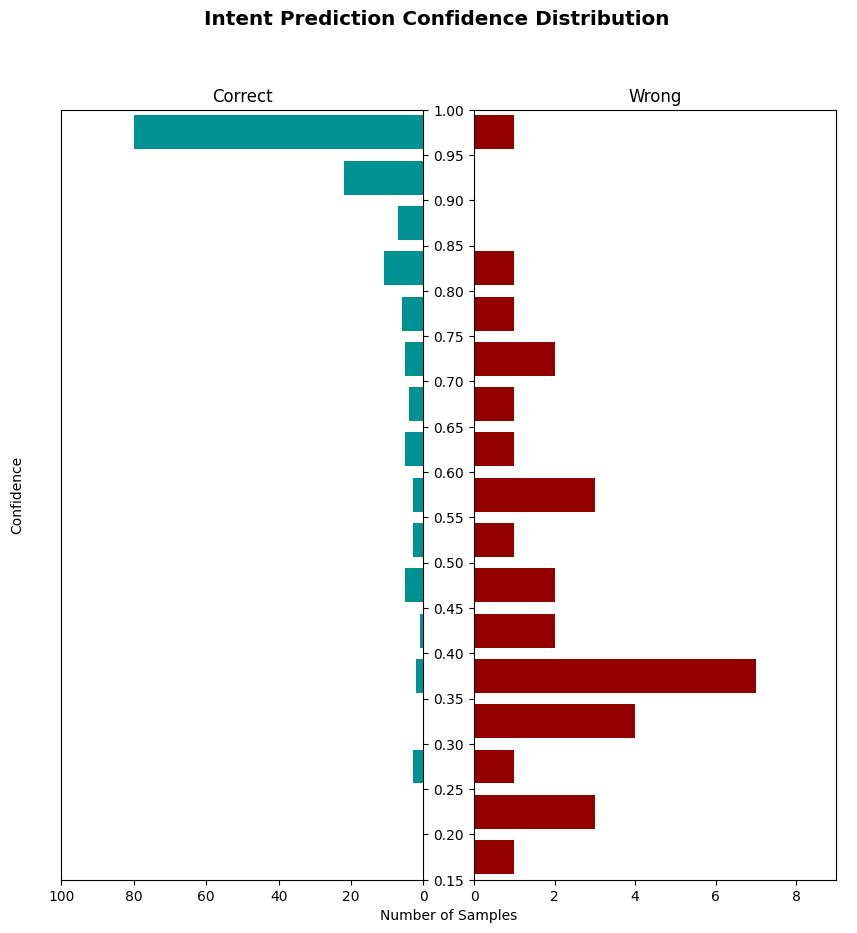 Intent Prediction Confidence Distribution
Correct
Wrong
1.00
0.95
0.90
0.85
0.80
0.75
0.70
0.65
0.60
0.55
0.50
0.45
0.40
0.35
0.30
0.25
0.20
0.15
Confidence
100 80 60 40 20 0
0 2 4 6 8
Number of Samples